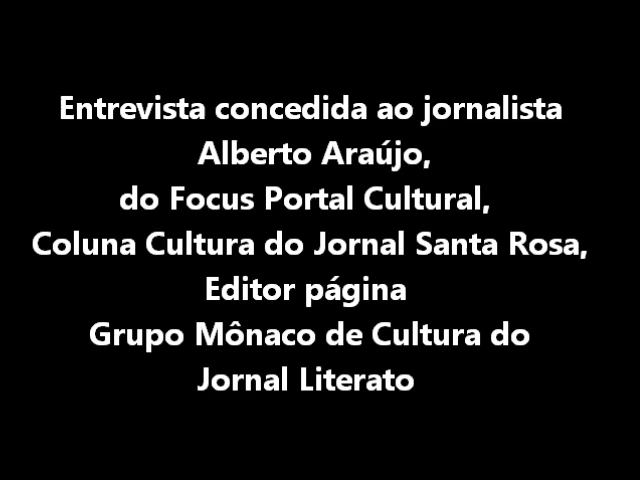 Entrevista concedida ao jornalista
Alberto Araújo,
do Focus Portal Cultural,
Coluna Cultura do Jornal Santa Rosa,
Editor página
Grupo Mônaco de Cultura do
Jornal Literato